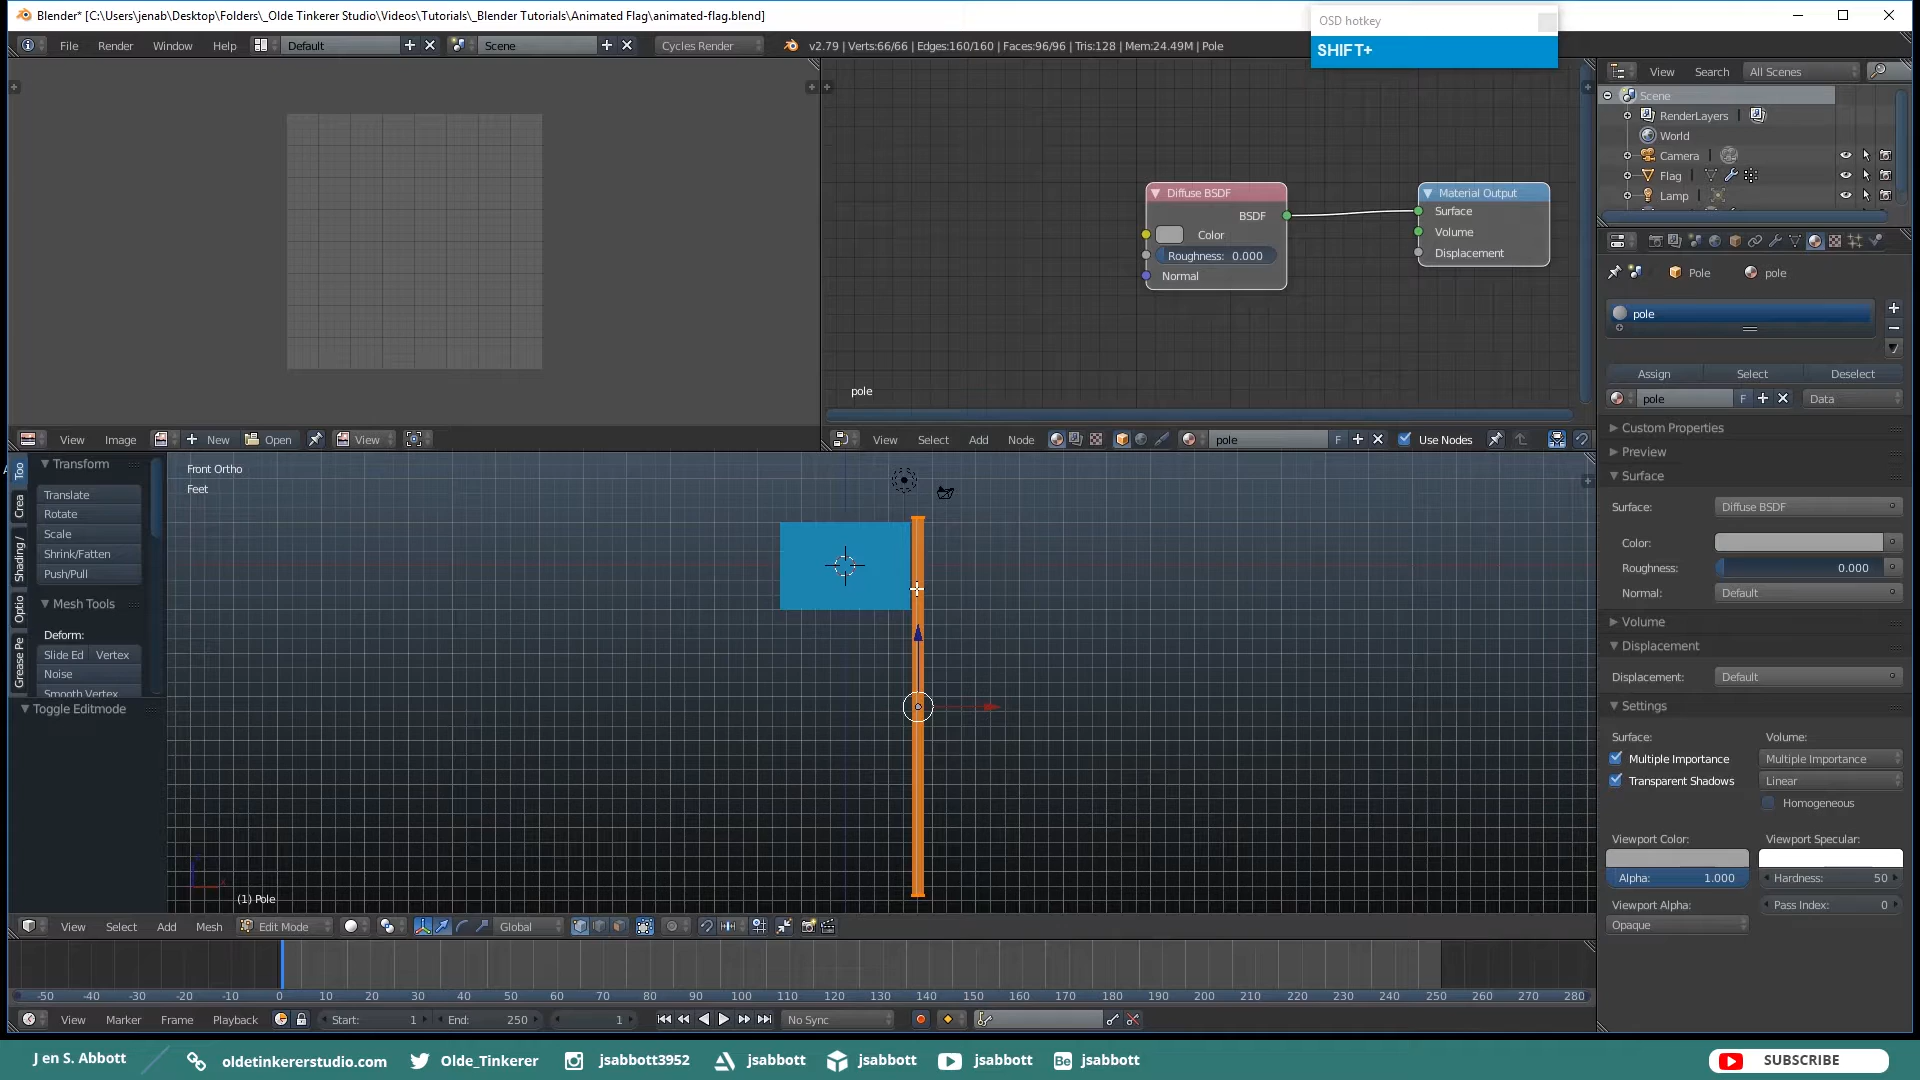 Blender* [C:\Users\jenab\Desktop\Folders\_Olde Tinkerer Studio\Videos\Tutorials\_Blender Tutorials\Animated Flag\animated-flag.blend]
OSD hotkey
SHIFT+
File Render Window Help Default Scene Cycles Render v2.79 | Verts:66/66 | Edges:160/160 | Faces:96/96 | Tris:128 | Mem:24.49M | Pole
View Search All Scenes
Scene
RenderLayers
World
Camera
Flag
Lamp
Diffuse BSDF
BSDF
Color
Roughness: 0.000
Normal
Material Output
Surface
Volume
Displacement
pole
Pole pole
pole
Assign Select Deselect
pole F Data
Custom Properties
Preview
Surface
Surface: Diffuse BSDF
Color:
Roughness: 0.000
Normal: Default
Volume
Displacement
Displacement: Default
Settings
Surface: Volume:
Multiple Importance Multiple Importance
Transparent Shadows Linear
Homogeneous
Viewport Color: Viewport Specular:
Alpha: 1.000 Hardness: 50
Viewport Alpha: Pass Index: 0
Opaque
View Image New Open View
View Select Add Node pole F Use Nodes
Too
Crea
Shading /
Optio
Grease Pe
Transform
Translate
Rotate
Scale
Shrink/Fatten
Push/Pull
Mesh Tools
Deform:
Slide Ed Vertex
Noise
Smooth Vertex
Toggle Editmode
Front Ortho
Feet
(1) Pole
View Select Add Mesh Edit Mode Global
-50 -40 -30 -20 -10 0 10 20 30 40 50 60 70 80 90 100 110 120 130 140 150 160 170 180 190 200 210 220 230 240 250 260 270 280
View Marker Frame Playback Start: 1 End: 250 1 No Sync
Jen S. Abbott oldetinkererstudio.com Olde_Tinkerer jsabbott3952 jsabbott jsabbott jsabbott Be jsabbott SUBSCRIBE